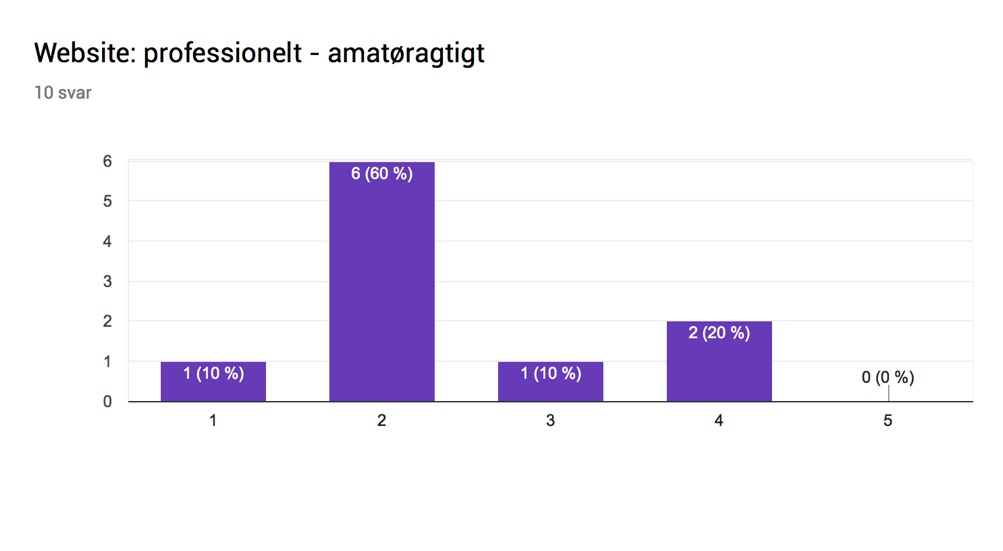 Website: professionelt - amatøragtigt
10 svar
6
5
4
3
2
1
0
1 (10 %)
6 (60 %)
1 (10 %)
2 (20 %)
0 (0 %)
1 2 3 4 5